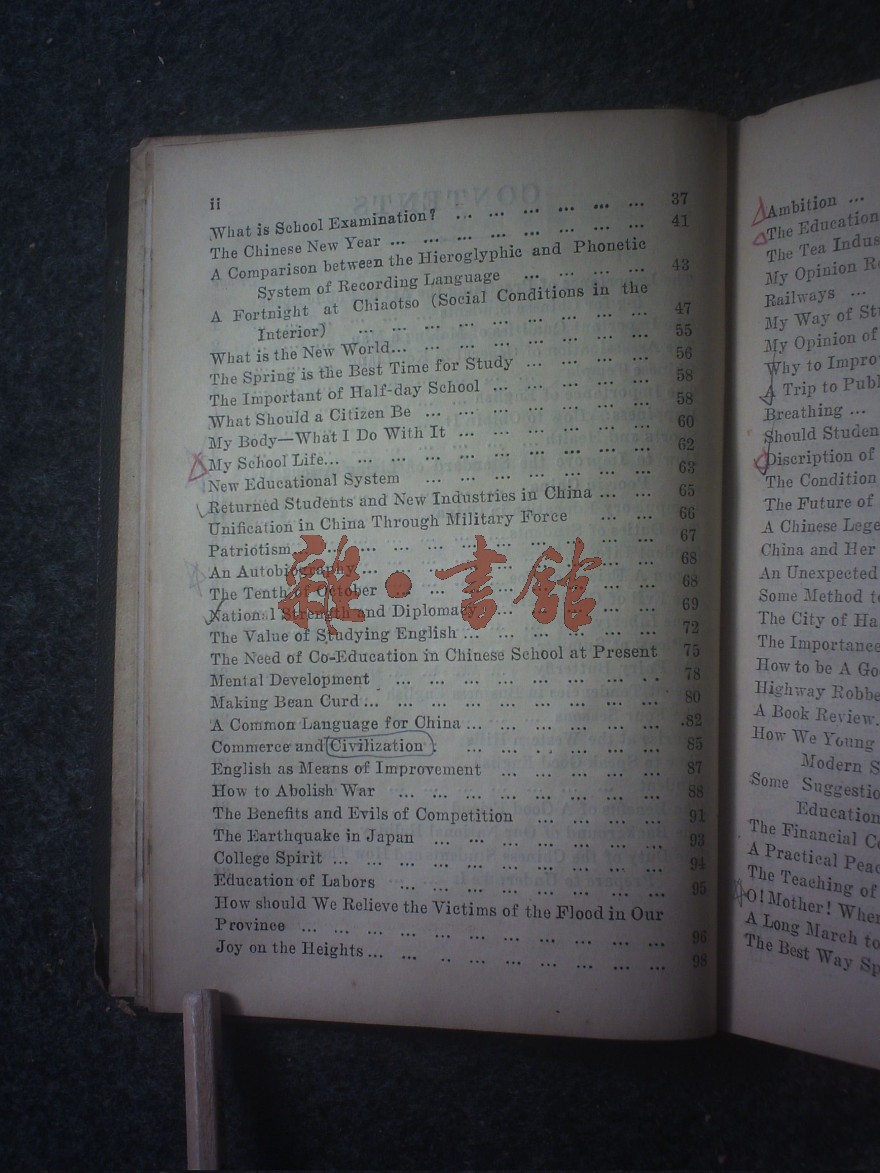 ii
What is School Examination? ... ... ... ... ... ... 37
The Chinese New Year ... ... ... ... ... ... ... ... 41
A Comparison between the Hieroglyphic and Phonetic
System of Recording Language ... ... ... ... 43
A Fortnight at Chiaotso (Social Conditions in the
Interior) ... ... ... ... ... ... ... ... 47
What is the New World... ... ... ... ... ... ... ... 55
The Spring is the Best Time for Study ... ... ... ... 56
The Important of Half-day School ... ... ... ... ... 58
What Should a Citizen Be ... ... ... ... ... ... ... 58
My Body—What I Do With It ... ... ... ... ... ... 60
My School Life... ... ... ... ... ... ... ... ... ... 62
New Educational System ... ... ... ... ... ... ... 63
Returned Students and New Industries in China ... ... 65
Unification in China Through Military Force ... ... 66
Patriotism... ... ... ... ... ... ... ... ... ... 67
An Autobiography ... ... ... ... ... ... ... ... 68
The Tenth of October ... ... ... ... ... ... ... 68
National Strength and Diplomacy ... ... ... ... ... 69
The Value of Studying English ... ... ... ... ... ... 72
The Need of Co-Education in Chinese School at Present 75
Mental Development ... ... ... ... ... ... ... . . 78
Making Bean Curd ... ... ... ... ... ... ... ... 80
A Common Language for China ... ... ... ... ... 82
Commerce and Civilization ... ... ... ... ... ... 85
English as Means of Improvement ... ... ... ... ... 87
How to Abolish War ... ... ... ... ... ... ... ... 88
The Benefits and Evils of Competition ... ... ... ... 91
The Earthquake in Japan ... ... ... ... ... ... ... 93
College Spirit ... ... ... ... ... ... ... ... ... 94
Education of Labors ... ... ... ... ... ... ... ... 95
How should We Relieve the Victims of the Flood in Our
Province ... ... ... ... ... ... ... ... ... ... 96
Joy on the Heights ... ... .. ... ... ... ... ... ... 98
雜·書館
Ambition ...
The Education
The Tea
My Opinion
Railways ...
My Way of
My Opinion of
Why to
A Trip to
Breathing ...
Should
Discription of
The Condition
The Future of
A Chinese
China and Her
An Unexpected
Some Method
The City of
The Importance
How to be A
Highway
A Book Review.
How We Young
Modern
Some
Education
The Financial
A Practical
The Teaching of
O! Mother!
A Long March to
The Best Way